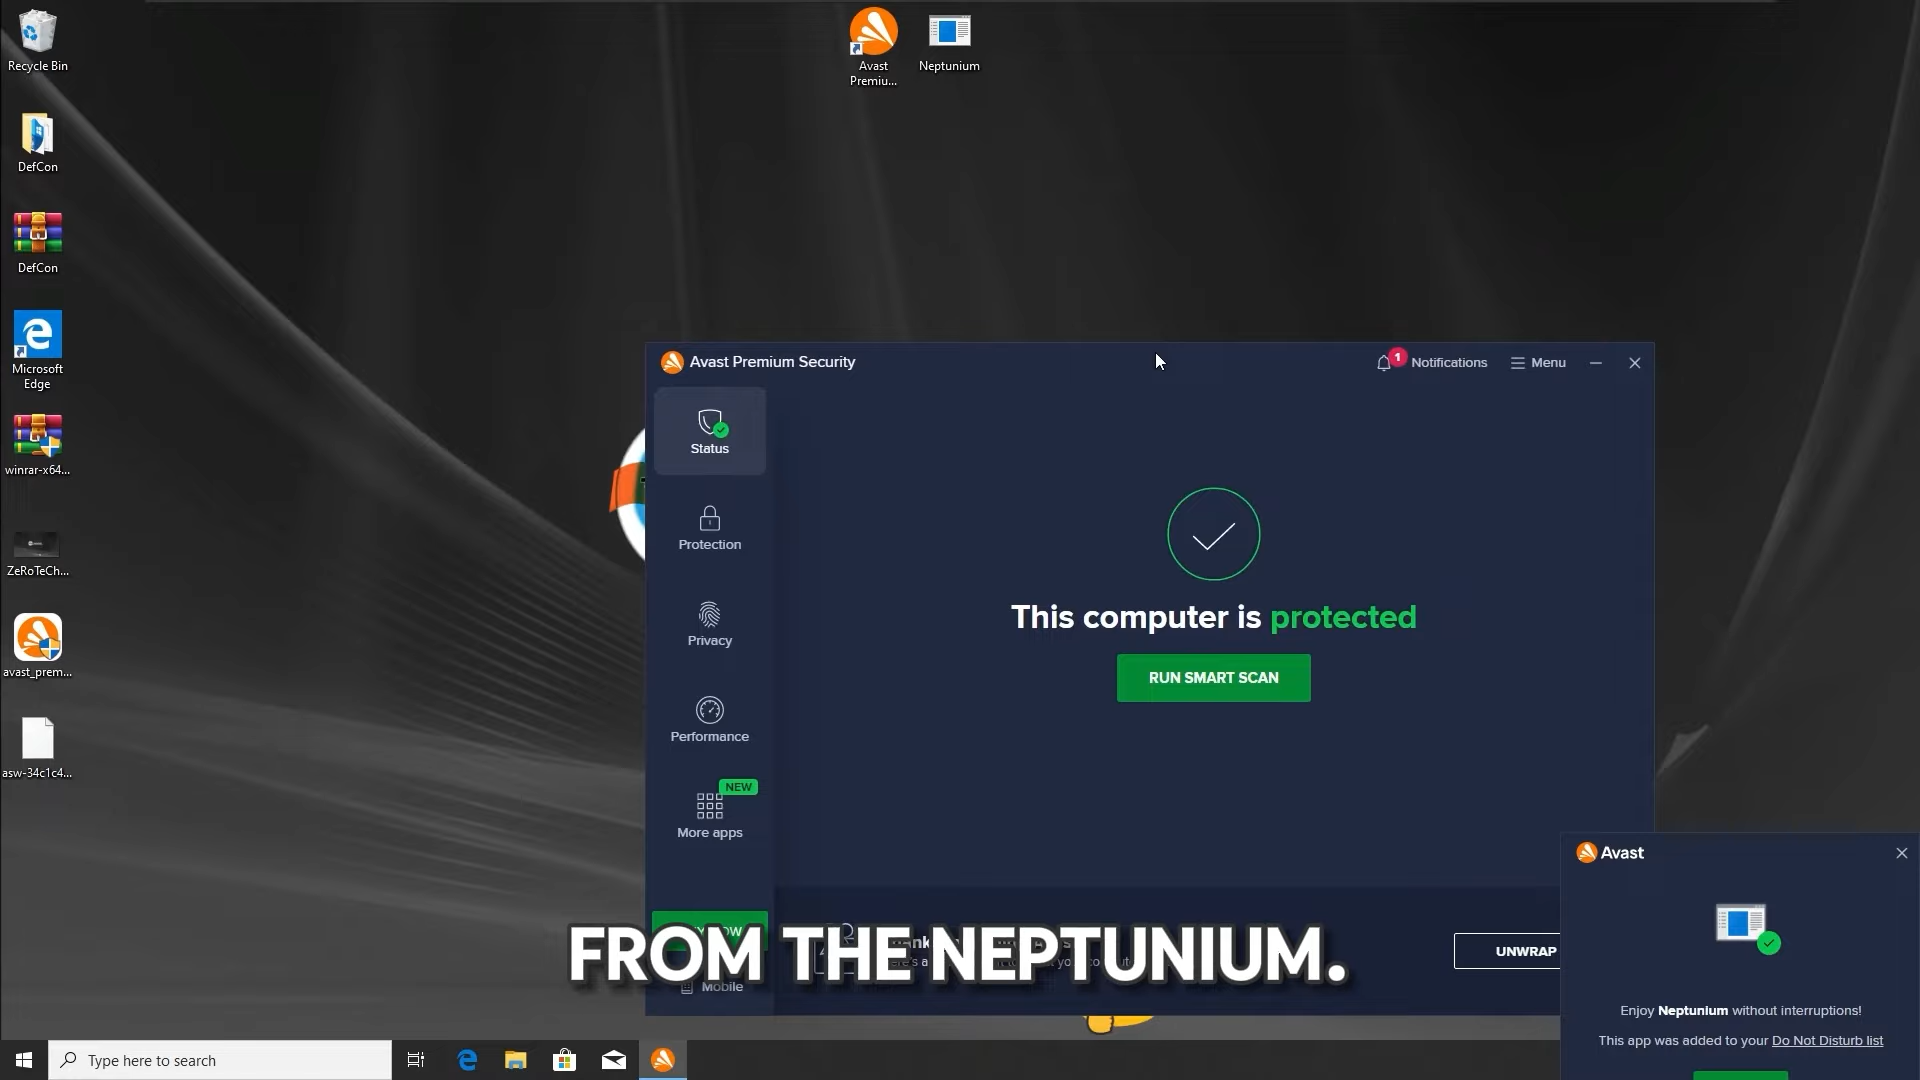 Recycle Bin
Avast
Premiu...
Neptunium
DefCon
DefCon
Microsoft
Edge
winrar-x64...
ZeRoTeCh...
avast_prem...
asw-34c1c4...
Avast Premium Security
1
Notifications
Menu
Status
Protection
Privacy
Performance
NEW
More apps
Mobile
This computer is protected
RUN SMART SCAN
UNWRAP
FROM THE NEPTUNIUM.
Avast
Enjoy Neptunium without interruptions!
This app was added to your Do Not Disturb list
Type here to search